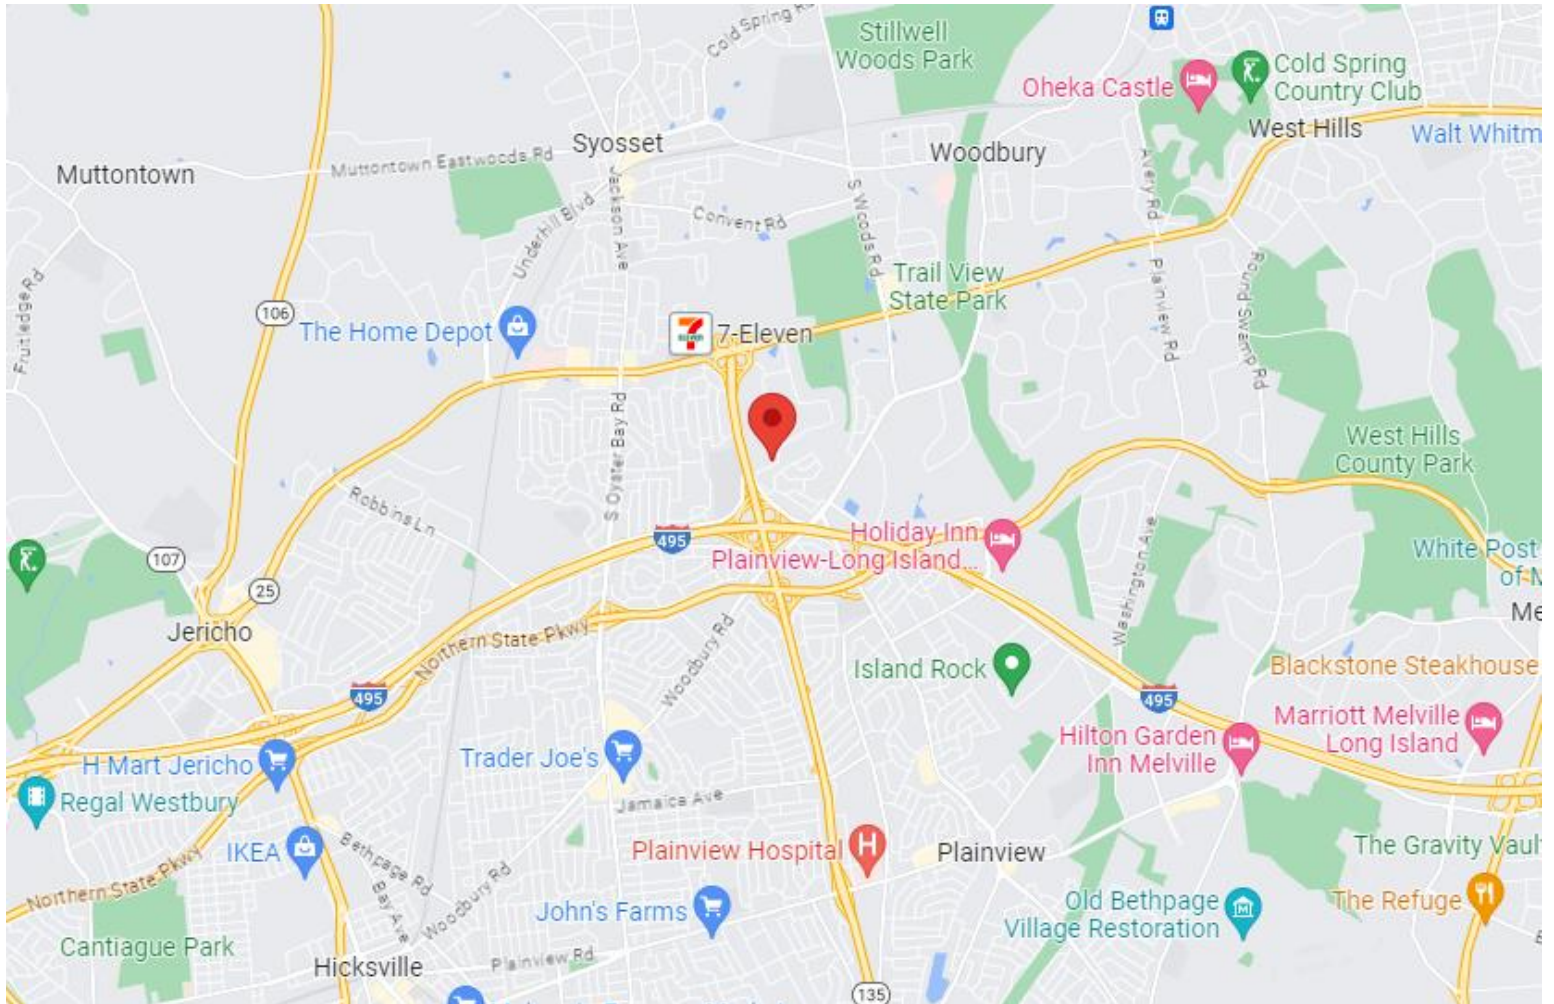 Cold Spring Rd
Stillwell
Woods Park
Oheka Castle
Cold Spring
Country Club
West Hills
Walt Whitm
Syosset
Woodbury
Muttontown
Muttontown Eastwoods Rd
Jackson Ave
Underhill Blvd
Convent Rd
S Woods Rd
Avery Rd
Plainview Rd
Round Swamp Rd
Trail View
State Park
106
The Home Depot
7
ELEVEN
7-Eleven
S Oyster Bay Rd
West Hills
County Park
Robbins Ln
495
Holiday Inn
Plainview-Long Island...
Washington Ave
White Post
of M
107
25
Jericho
Me
Northern State Pkwy
Woodbury Rd
Island Rock
Blackstone Steakhouse
495
495
Marriott Melville
Long Island
Hilton Garden
Inn Melville
H Mart Jericho
Trader Joe's
Regal Westbury
Jamaica Ave
IKEA
Bethpage Rd
Plainview Hospital
H
Plainview
The Gravity Vault
Northern State Pkwy
Bay Ave
Woodbury Rd
John's Farms
Old Bethpage
Village Restoration
M
The Refuge
Cantiague Park
Hicksville
Plainview Rd
135